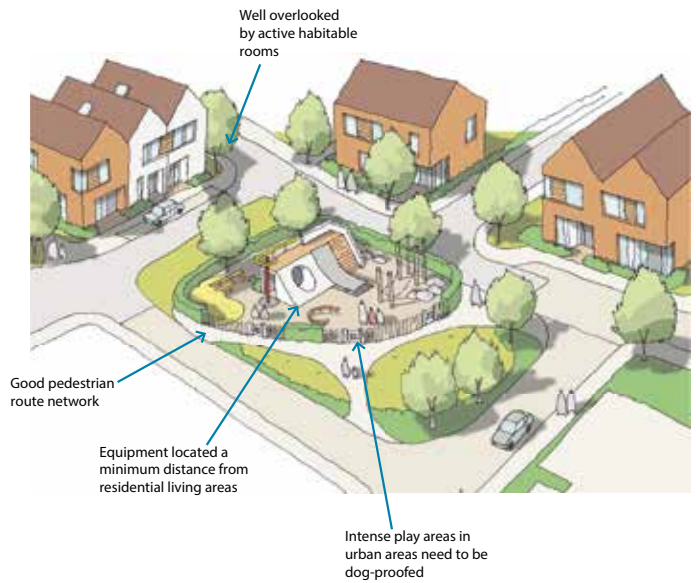 Well overlooked
by active habitable
rooms
Good pedestrian
route network
Equipment located a
minimum distance from
residential living areas
Intense play areas in
urban areas need to be
dog-proofed